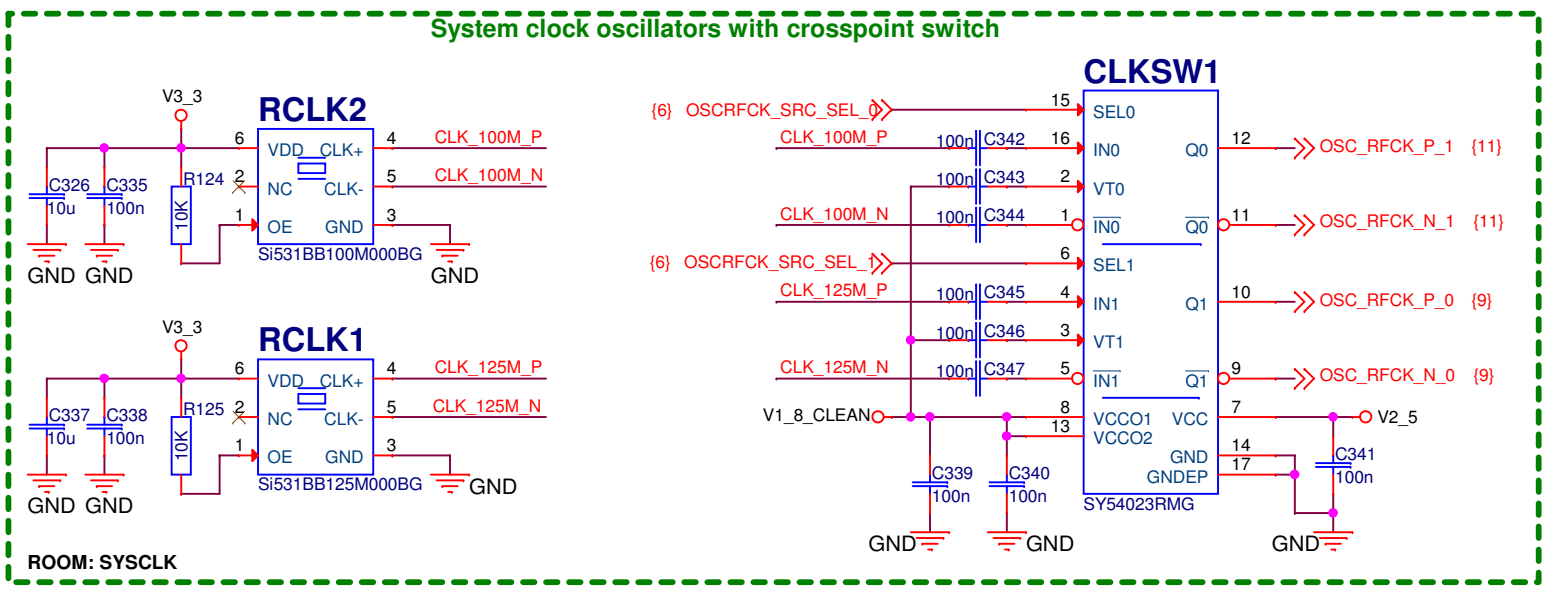 System clock oscillators with crosspoint switch
V3_3
RCLK2
6 VDD CLK+ 4 CLK_100M_P
2 NC CLK- 5 CLK_100M_N
1 OE GND 3
Si531BB100M000BG
C326 10u
C335 100n
R124 10K
GND GND GND
V3_3
RCLK1
6 VDD CLK+ 4 CLK_125M_P
2 NC CLK- 5 CLK_125M_N
1 OE GND 3
Si531BB125M000BG
C337 10u
C338 100n
R125 10K
GND GND GND
ROOM: SYSCLK
CLKSW1
{6} OSCRFCK_SRC_SEL_0 15 SEL0
CLK_100M_P 100n C342 16 IN0 Q0 12 OSC_RFCK_P_1 {11}
100n C343 2 VT0
CLK_100M_N 100n C344 1 IN0 Q0 11 OSC_RFCK_N_1 {11}
{6} OSCRFCK_SRC_SEL_1 6 SEL1
CLK_125M_P 100n C345 4 IN1 Q1 10 OSC_RFCK_P_0 {9}
100n C346 3 VT1
CLK_125M_N 100n C347 5 IN1 Q1 9 OSC_RFCK_N_0 {9}
V1_8_CLEAN 8 VCCO1 VCC 7 V2_5
13 VCCO2
GND 14
GNDEP 17
SY54023RMG
C339 100n
C340 100n
C341 100n
GND GND GND